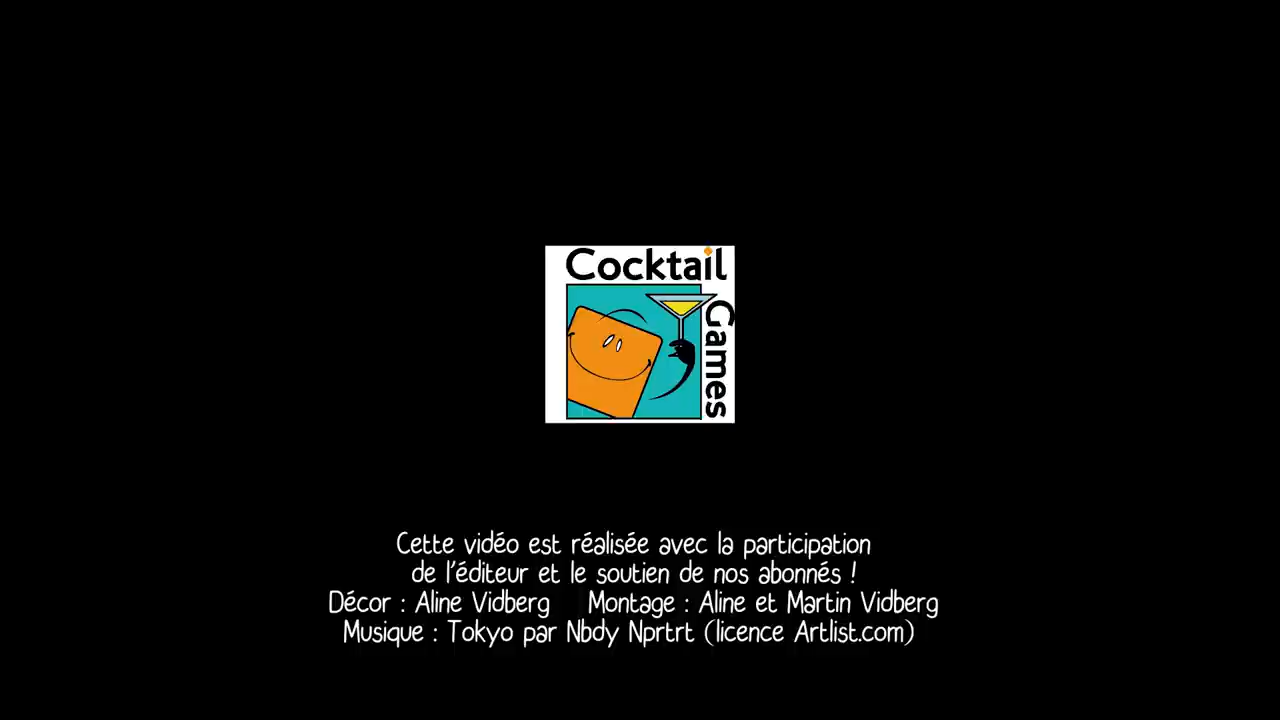 Cocktail
Games
Cette vidéo est réalisée avec la participation
de l'éditeur et le soutien de nos abonnés !
Décor : Aline Vidberg Montage : Aline et Martin Vidberg
Musique : Tokyo par Nbdy Nprtrt (licence Artlist.com)